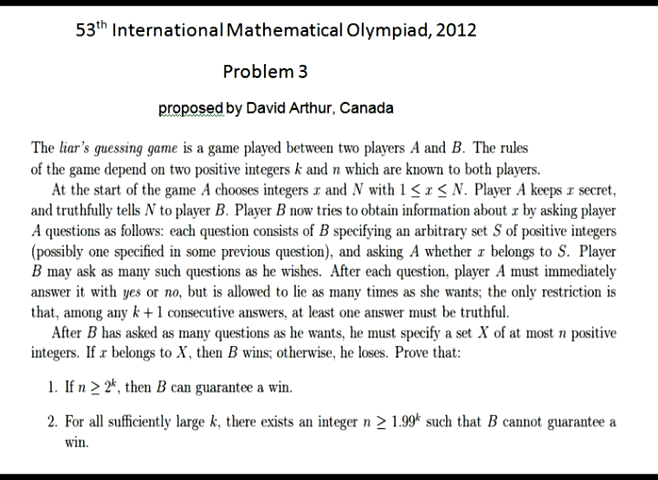 53th International Mathematical Olympiad, 2012
Problem 3
proposed by David Arthur, Canada
The liar's guessing game is a game played between two players A and B. The rules
of the game depend on two positive integers k and n which are known to both players.
At the start of the game A chooses integers x and N with 1 ≤ x ≤ N. Player A keeps x secret,
and truthfully tells N to player B. Player B now tries to obtain information about x by asking player
A questions as follows: each question consists of B specifying an arbitrary set S of positive integers
(possibly one specified in some previous question), and asking A whether x belongs to S. Player
B may ask as many such questions as he wishes. After each question, player A must immediately
answer it with yes or no, but is allowed to lie as many times as she wants; the only restriction is
that, among any k + 1 consecutive answers, at least one answer must be truthful.
After B has asked as many questions as he wants, he must specify a set X of at most n positive
integers. If x belongs to X, then B wins; otherwise, he loses. Prove that:
1. If n ≥ 2^k, then B can guarantee a win.
2. For all sufficiently large k, there exists an integer n ≥ 1.99^k such that B cannot guarantee a
win.